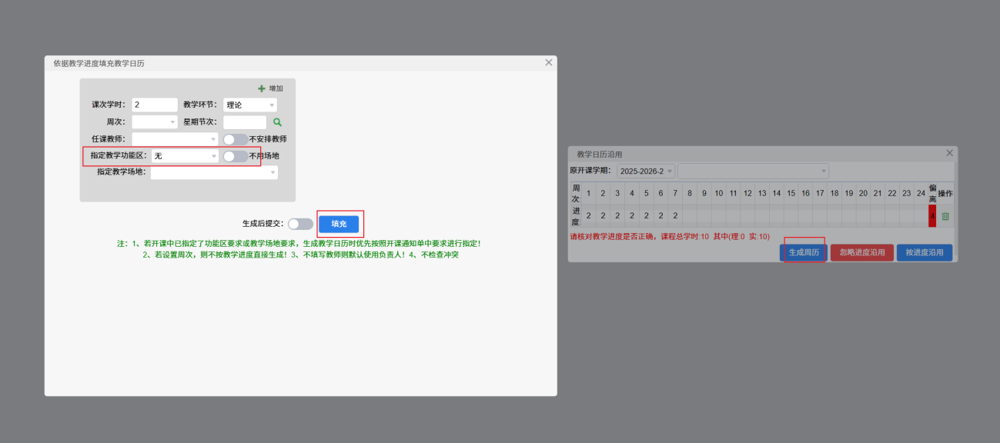 依据教学进度填充教学日历
增加
课次学时： 2 教学环节： 理论
周次： 星期节次：
任课教师： 不安排教师
指定教学功能区： 无 不用场地
指定教学场地：
生成后提交： 填充
注：1、若开课中已指定了功能区要求或教学场地要求，生成教学日历时优先按照开课通知单中要求进行指定！
2、若设置周次，则不按教学进度直接生成！3、不填写教师则默认使用负责人！4、不检查冲突
教学日历沿用
原开课学期： 2025-2026-2
周次: 1 2 3 4 5 6 7 8 9 10 11 12 13 14 15 16 17 18 19 20 21 22 23 24 偏离 操作
进度: 2 2 2 2 2 2 2 4
请核对教学进度是否正确，课程总学时:10 其中(理:0 实:10)
生成周历 忽略进度沿用 按进度沿用